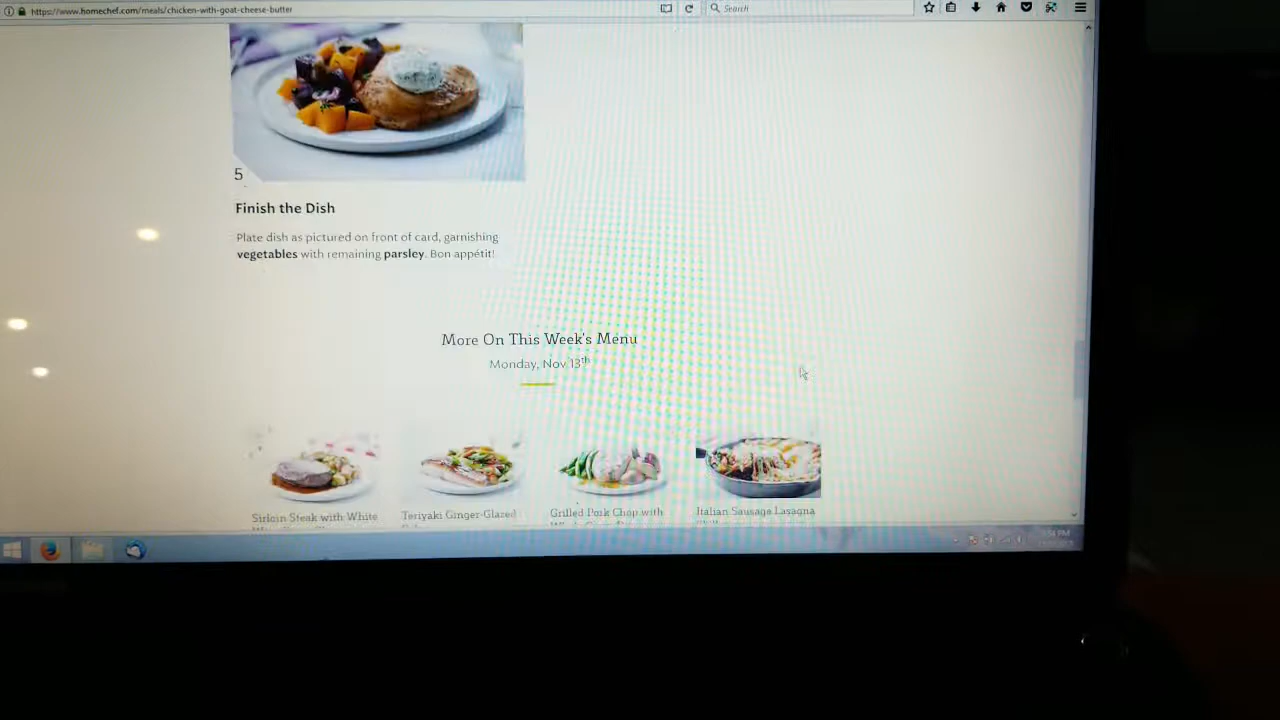 https://www.homechef.com/meals/chicken-with-goat-cheese-butter
Search
5
Finish the Dish
Plate dish as pictured on front of card, garnishing
vegetables with remaining parsley. Bon appétit!
More On This Week's Menu
Monday, Nov 13th
Sirloin Steak with White
Teriyaki Ginger-Glazed
Grilled Pork Chop with
Italian Sausage Lasagna